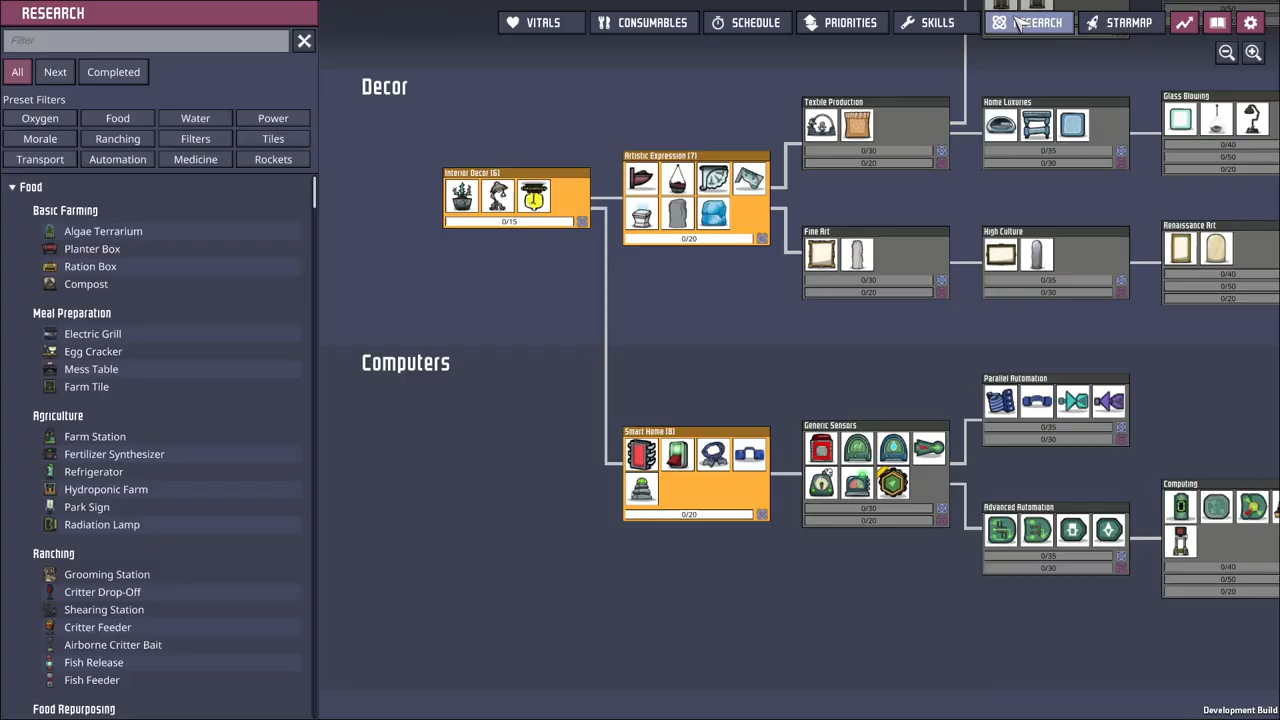 RESEARCH
VITALS
CONSUMABLES
SCHEDULE
PRIORITIES
SKILLS
RESEARCH
STARMAP
Filter
All
Next
Completed
Preset Filters
Oxygen
Food
Water
Power
Morale
Ranching
Filters
Tiles
Transport
Automation
Medicine
Rockets
Food
Basic Farming
Algae Terrarium
Planter Box
Ration Box
Compost
Meal Preparation
Electric Grill
Egg Cracker
Mess Table
Farm Tile
Agriculture
Farm Station
Fertilizer Synthesizer
Refrigerator
Hydroponic Farm
Park Sign
Radiation Lamp
Ranching
Grooming Station
Critter Drop-Off
Shearing Station
Critter Feeder
Airborne Critter Bait
Fish Release
Fish Feeder
Food Repurposing
Decor
Interior Decor [6]
0/15
Artistic Expression [7]
0/20
Textile Production
0/30
0/20
Home Luxuries
0/35
0/30
Glass Blowing
0/40
0/50
0/20
Fine Art
0/30
0/20
High Culture
0/35
0/30
Renaissance Art
0/40
0/50
0/20
Computers
Smart Home [8]
0/20
Generic Sensors
0/30
0/20
Parallel Automation
0/35
0/30
Advanced Automation
0/35
0/30
Computing
0/40
0/50
0/20
Development Build